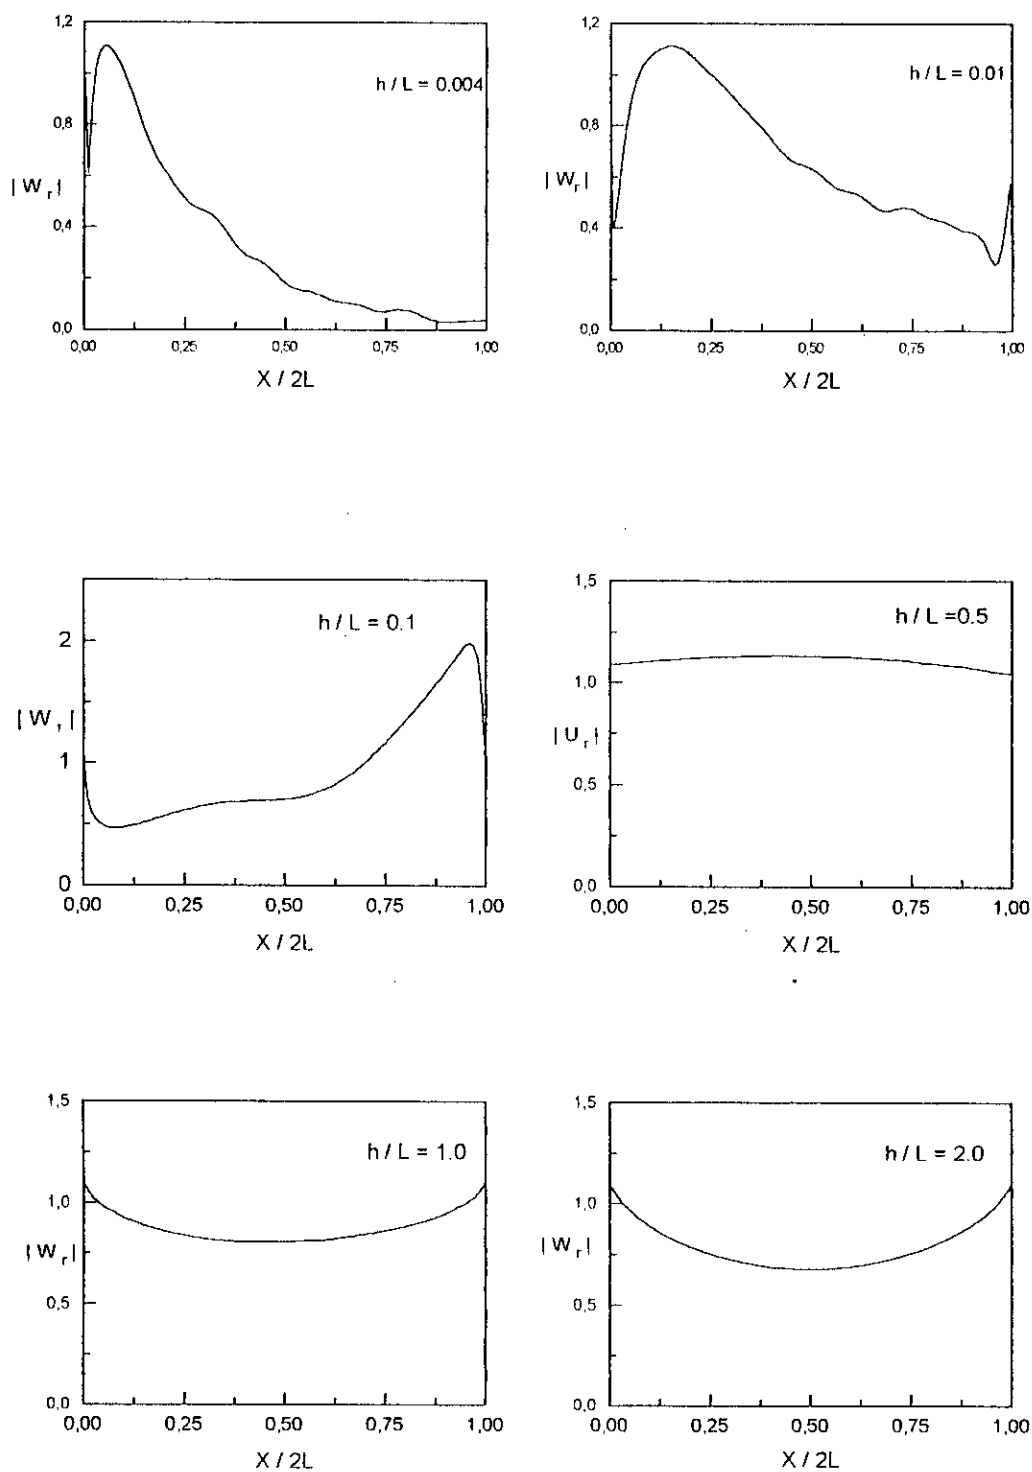 1,2
h / L = 0.004
0,8
| W r |
0,4
0,0
0,00 0,25 0,50 0,75 1,00
X / 2L
1,2
h / L = 0.01
0,8
| W r |
0,4
0,0
0,00 0,25 0,50 0,75 1,00
X / 2L
2
h / L = 0.1
| W r |
1
0
0,00 0,25 0,50 0,75 1,00
X / 2L
1,5
h / L =0.5
1,0
| U r |
0,5
0,0
0,00 0,25 0,50 0,75 1,00
X / 2L
1,5
h / L = 1.0
1,0
| W r |
0,5
0,0
0,00 0,25 0,50 0,75 1,00
X / 2L
1,5
h / L = 2.0
1,0
| W r |
0,5
0,0
0,00 0,25 0,50 0,75 1,00
X / 2L